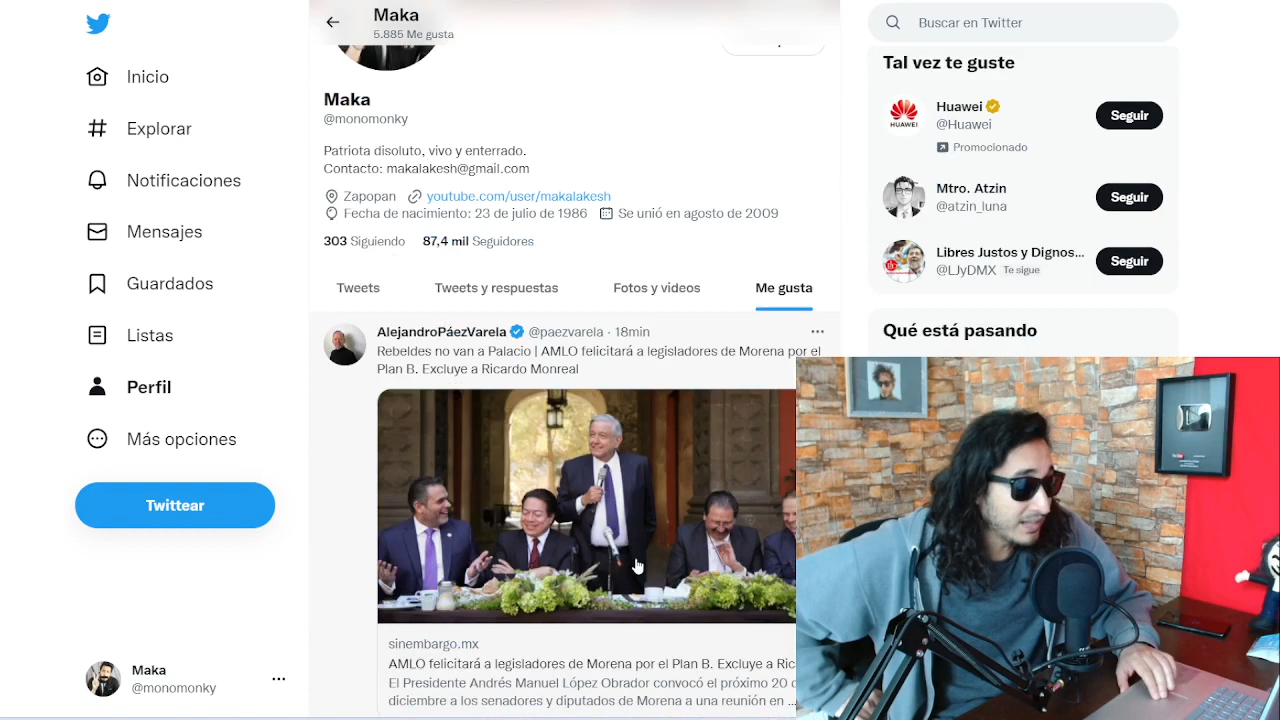 Maka
5.885 Me gusta
Buscar en Twitter
Inicio
Explorar
Notificaciones
Mensajes
Guardados
Listas
Perfil
Más opciones
Twittear
Maka
@monomonky
Maka
@monomonky
Patriota disoluto, vivo y enterrado.
Contacto: makalakesh@gmail.com
Zapopan youtube.com/user/makalakesh
Fecha de nacimiento: 23 de julio de 1986 Se unió en agosto de 2009
303 Siguiendo 87,4 mil Seguidores
Tweets Tweets y respuestas Fotos y videos Me gusta
AlejandroPáezVarela @paezvarela · 18min
Rebeldes no van a Palacio | AMLO felicitará a legisladores de Morena por el
Plan B. Excluye a Ricardo Monreal
sinembargo.mx
AMLO felicitará a legisladores de Morena por el Plan B. Excluye a Ric
El Presidente Andrés Manuel López Obrador convocó el próximo 20 d
diciembre a los senadores y diputados de Morena a una reunión en ...
Tal vez te guste
HUAWEI
Huawei
@Huawei
Promocionado
Seguir
Mtro. Atzin
@atzin_luna
Seguir
Libres Justos y Dignos...
@LJyDMX Te sigue
Seguir
Qué está pasando